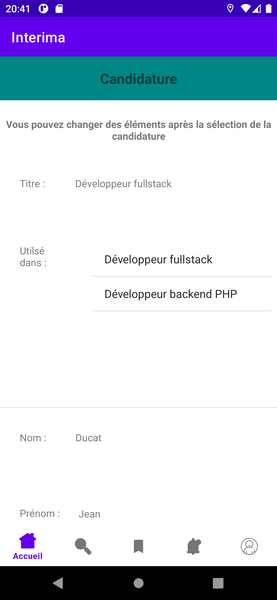 20:41
Interima
Candidature
Vous pouvez changer des éléments après la sélection de la
candidature
Titre :
Développeur fullstack
Utilsé
dans :
Développeur fullstack
Développeur backend PHP
Nom :
Ducat
Prénom :
Jean
Accueil